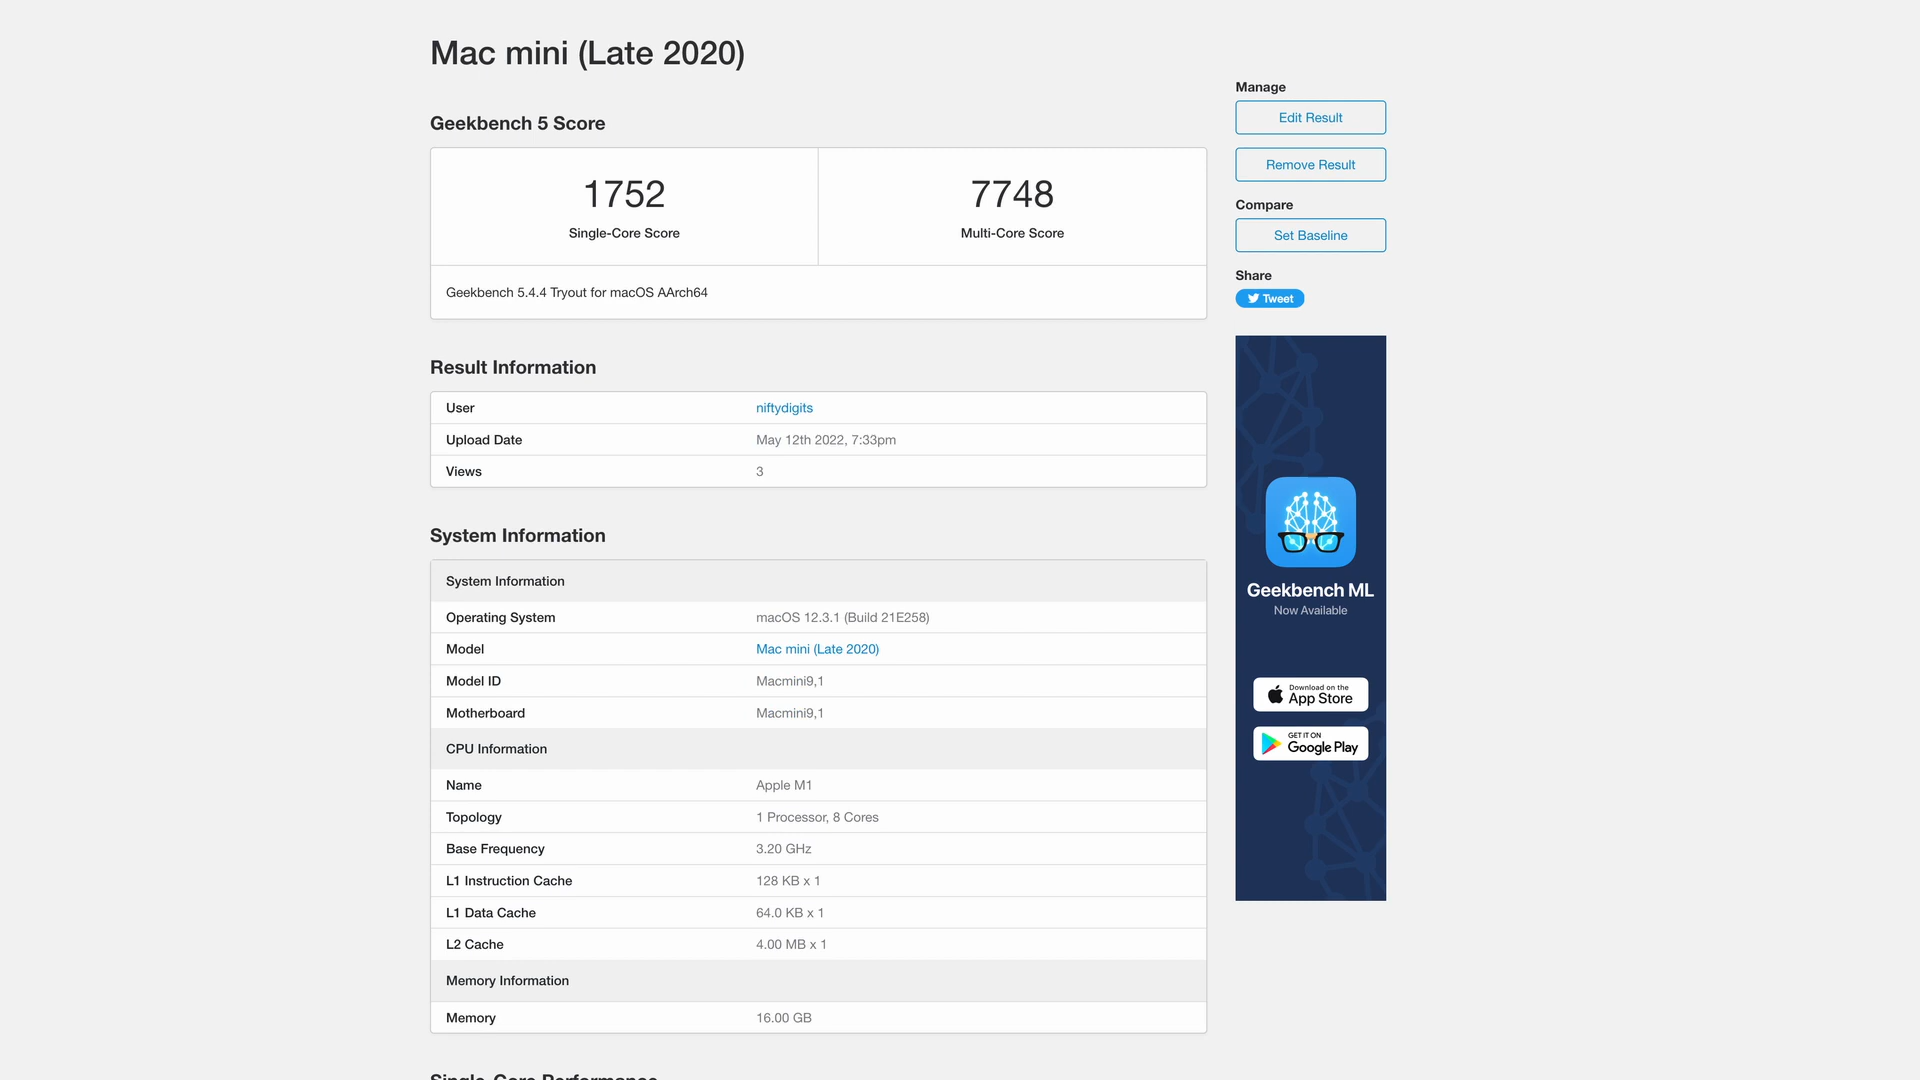 Mac mini (Late 2020)
Geekbench 5 Score
1752
Single-Core Score
7748
Multi-Core Score
Geekbench 5.4.4 Tryout for macOS AArch64
Result Information
User niftydigits
Upload Date May 12th 2022, 7:33pm
Views 3
System Information
System Information
Operating System macOS 12.3.1 (Build 21E258)
Model Mac mini (Late 2020)
Model ID Macmini9,1
Motherboard Macmini9,1
CPU Information
Name Apple M1
Topology 1 Processor, 8 Cores
Base Frequency 3.20 GHz
L1 Instruction Cache 128 KB x 1
L1 Data Cache 64.0 KB x 1
L2 Cache 4.00 MB x 1
Memory Information
Memory 16.00 GB
Single-Core Performance
Manage
Edit Result
Remove Result
Compare
Set Baseline
Share
Tweet
Geekbench ML
Now Available
Download on the
App Store
GET IT ON
Google Play